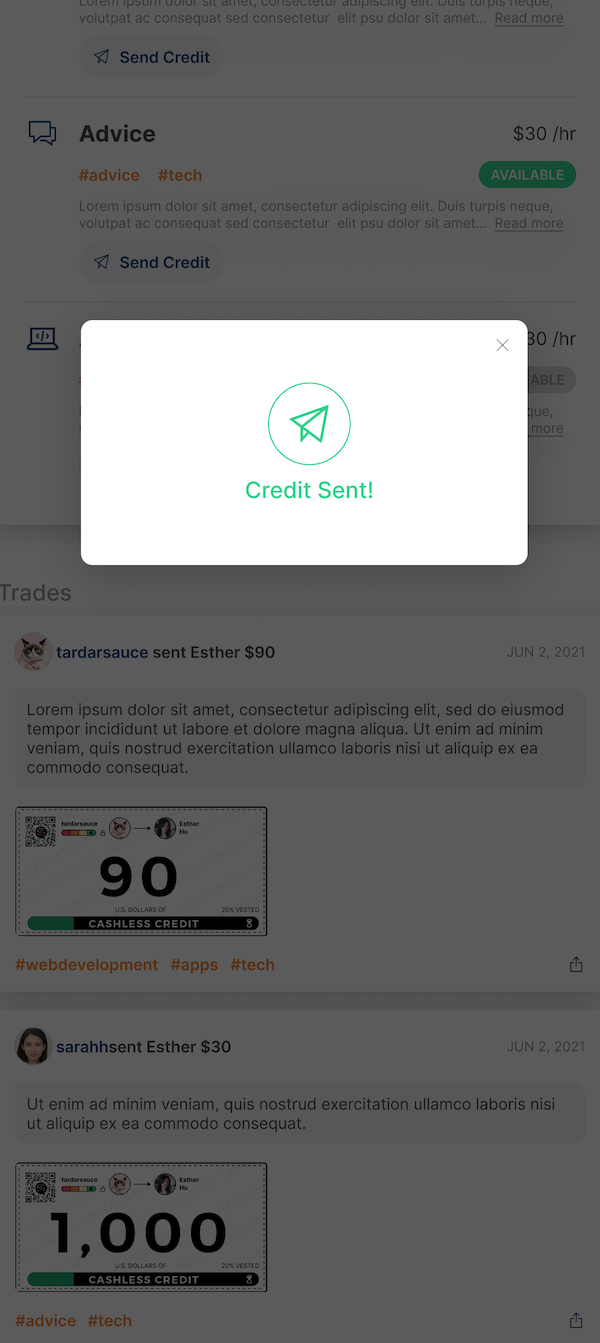 Lorem ipsum dolor sit amet, consectetur adipiscing elit. Duis turpis neque,
volutpat ac consequat sed consectetur  elit psu dolor sit amet... Read more
Send Credit
Advice
$30 /hr
#advice #tech
AVAILABLE
Lorem ipsum dolor sit amet, consectetur adipiscing elit. Duis turpis neque,
volutpat ac consequat sed consectetur  elit psu dolor sit amet... Read more
Send Credit
30 /hr
ABLE
que,
more
Credit Sent!
Trades
tardarsauce sent Esther $90
JUN 2, 2021
Lorem ipsum dolor sit amet, consectetur adipiscing elit, sed do eiusmod
tempor incididunt ut labore et dolore magna aliqua. Ut enim ad minim
veniam, quis nostrud exercitation ullamco laboris nisi ut aliquip ex ea
commodo consequat.
tardarsauce
Esther
Hu
90
U.S. DOLLARS OF
20% VESTED
CASHLESS CREDIT
#webdevelopment #apps #tech
sarahhsent Esther $30
JUN 2, 2021
Ut enim ad minim veniam, quis nostrud exercitation ullamco laboris nisi
ut aliquip ex ea commodo consequat.
tardarsauce
Esther
Hu
1,000
U.S. DOLLARS OF
20% VESTED
CASHLESS CREDIT
#advice #tech